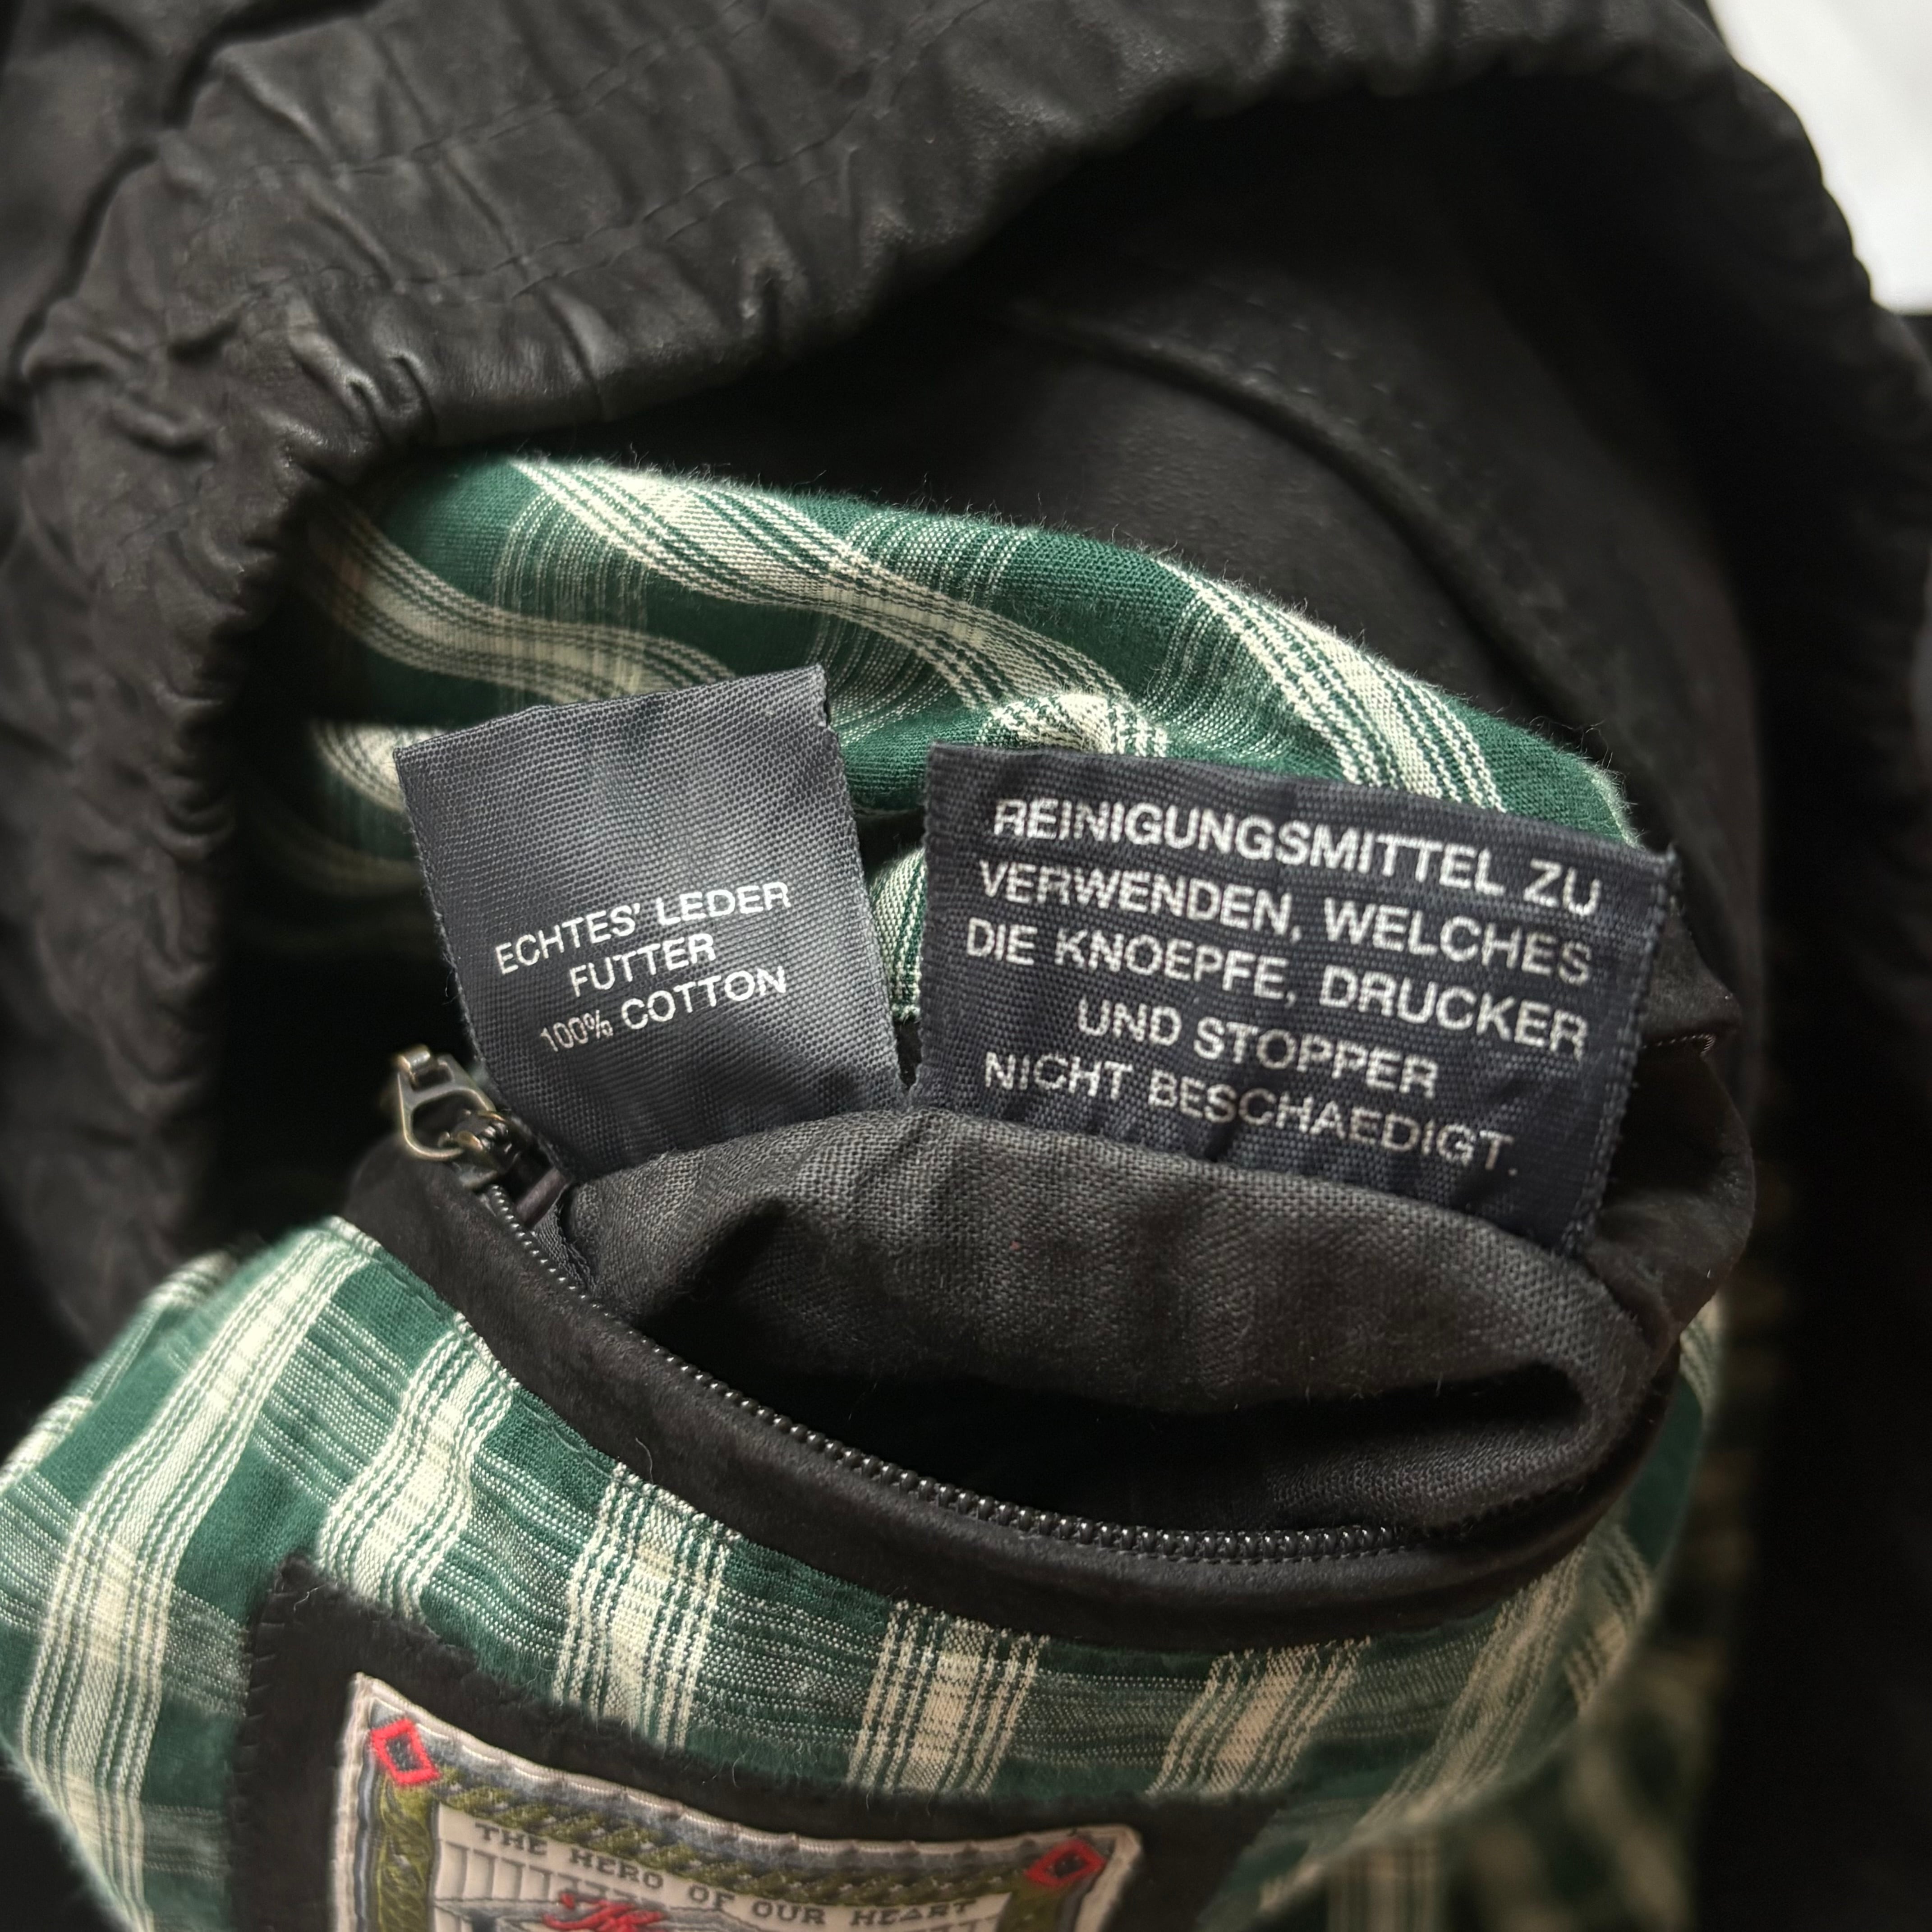 ECHTES' LEDER
FUTTER
100% COTTON
REINIGUNGSMITTEL ZU
VERWENDEN, WELCHES
DIE KNOEPFE, DRUCKER
UND STOPPER
NICHT BESCHAEDIGT.
THE HERO OF OUR HEART